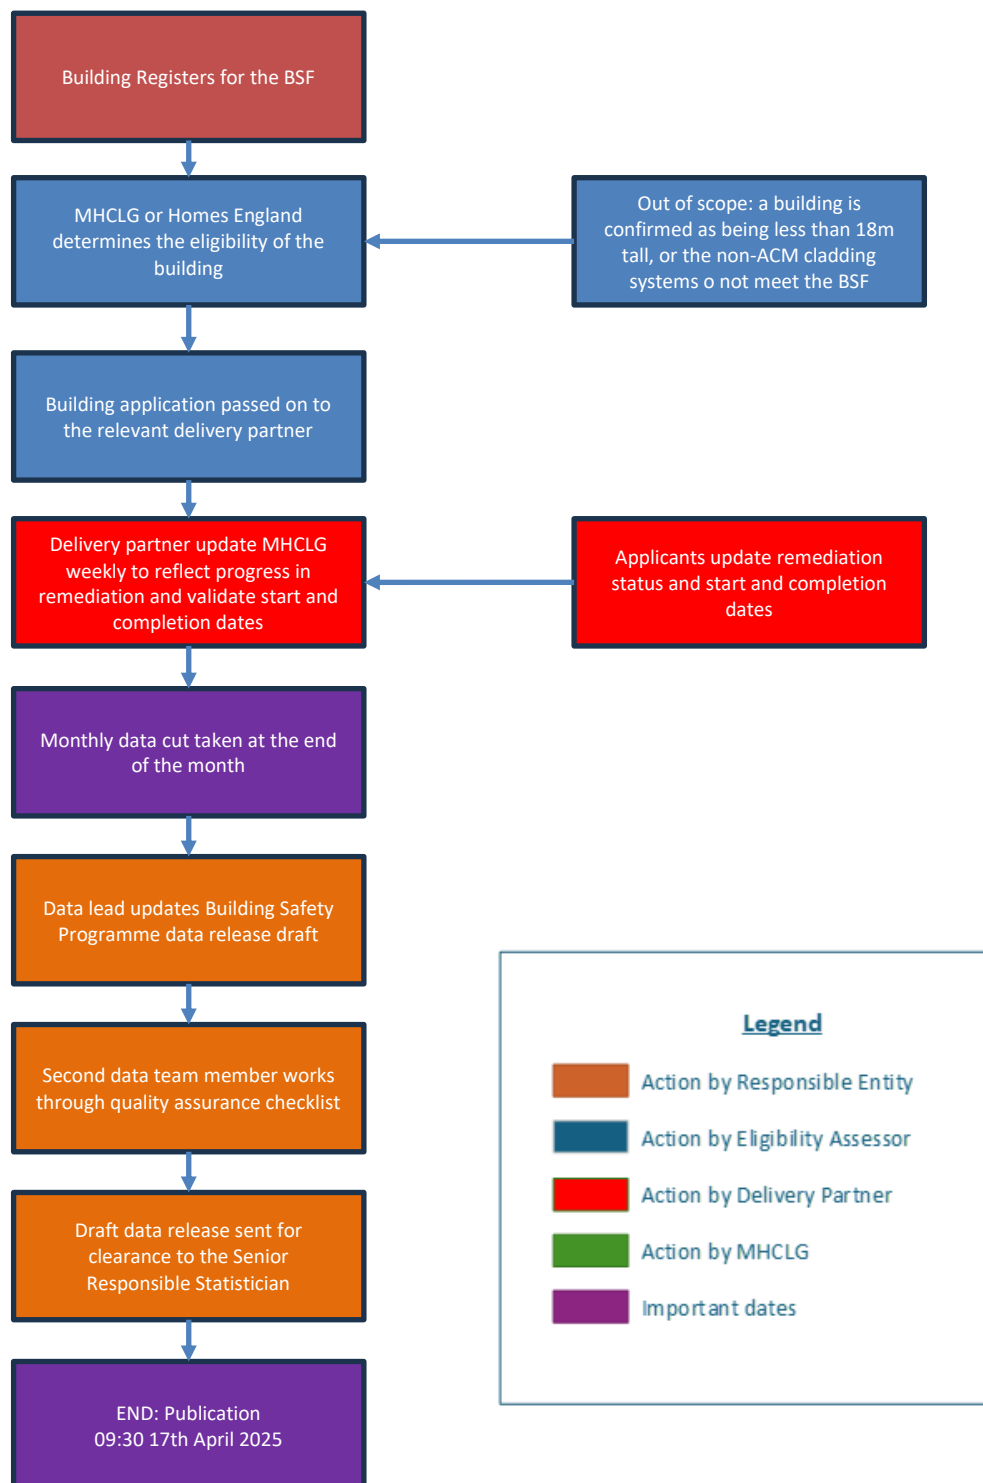 Building Registers for the BSF
MHCLG or Homes England
determines the eligibility of the
building
Out of scope: a building is
confirmed as being less than 18m
tall, or the non-ACM cladding
systems o not meet the BSF
Building application passed on to
the relevant delivery partner
Delivery partner update MHCLG
weekly to reflect progress in
remediation and validate start and
completion dates
Applicants update remediation
status and start and completion
dates
Monthly data cut taken at the end
of the month
Data lead updates Building Safety
Programme data release draft
Second data team member works
through quality assurance checklist
Draft data release sent for
clearance to the Senior
Responsible Statistician
END: Publication
09:30 17th April 2025
Legend
Action by Responsible Entity
Action by Eligibility Assessor
Action by Delivery Partner
Action by MHCLG
Important dates